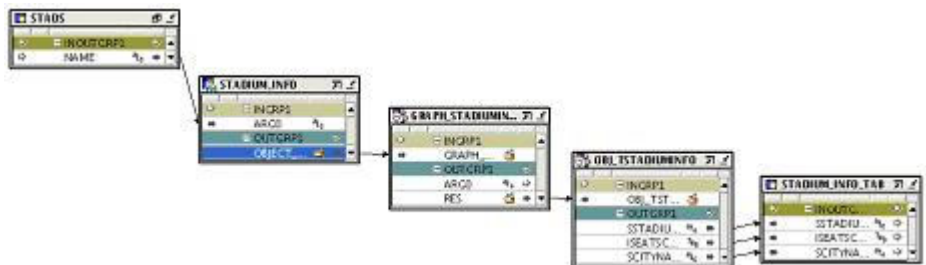 STADS
INOUTGRP1
NAME
STADIUM_INFO
INGRP1
ARG0
OUTGRP1
OBJECT_...
GRAPH_STADIUMIN...
INGRP1
GRAPH_...
OUTGRP1
ARG0
RES
OBJ_TSTADIUMINFO
INGRP1
OBJ_TST...
OUTGRP1
SSTADIU...
ISEATSC...
SCITYNA...
STADIUM_INFO_TAB
INOUTG...
SSTADIU...
ISEATSC...
SCITYNA...